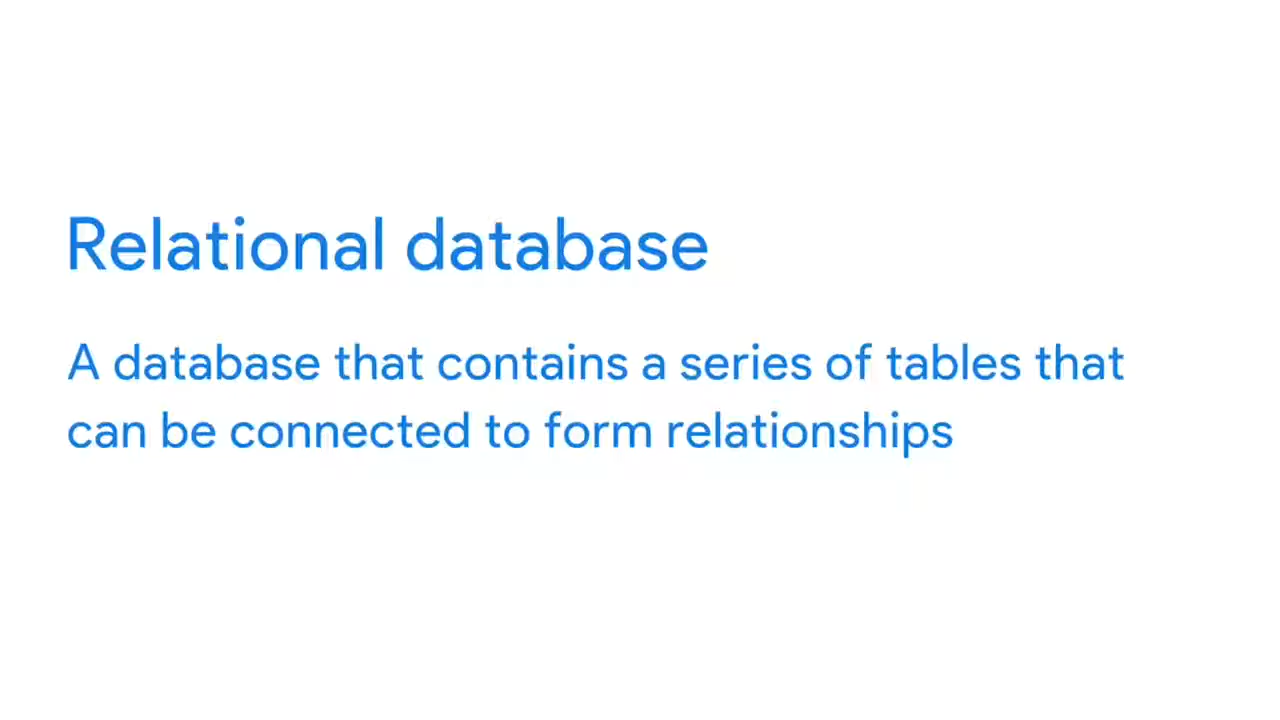 Relational database
A database that contains a series of tables that
can be connected to form relationships